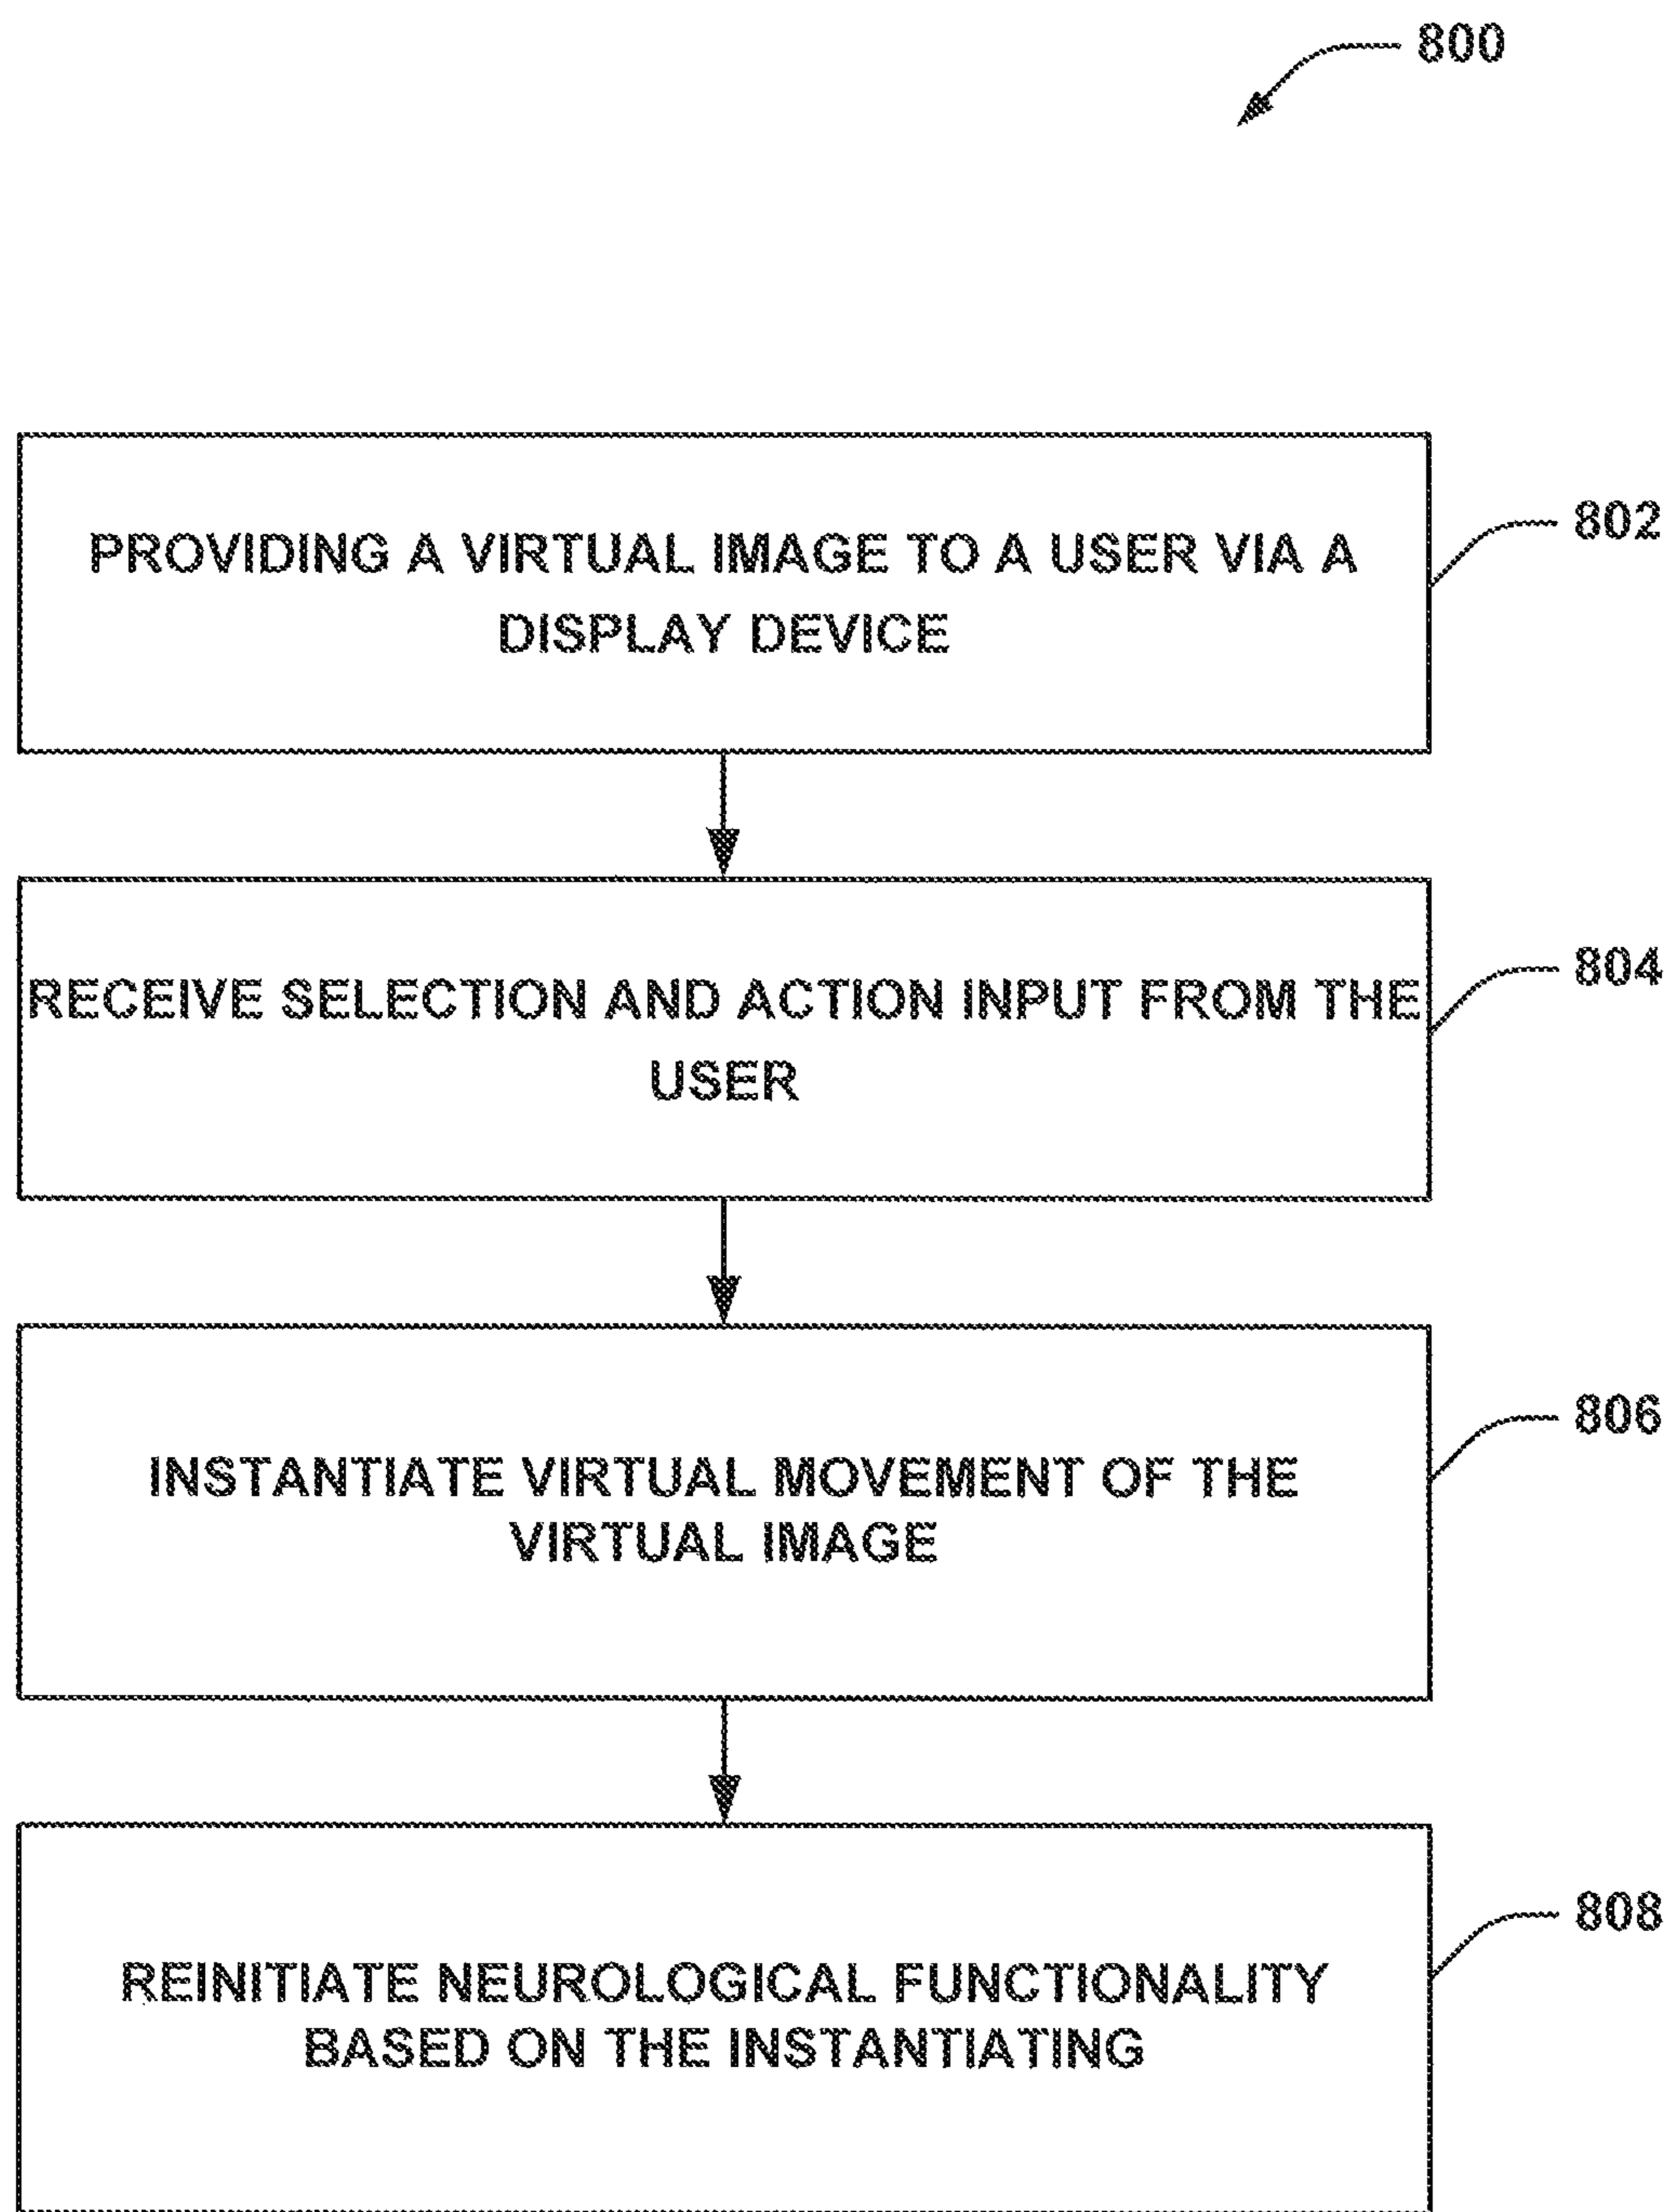 800
PROVIDING A VIRTUAL IMAGE TO A USER VIA A
DISPLAY DEVICE
802
RECEIVE SELECTION AND ACTION INPUT FROM THE
USER
804
INSTANTIATE VIRTUAL MOVEMENT OF THE
VIRTUAL IMAGE
806
REINITIATE NEUROLOGICAL FUNCTIONALITY
BASED ON THE INSTANTIATING
808